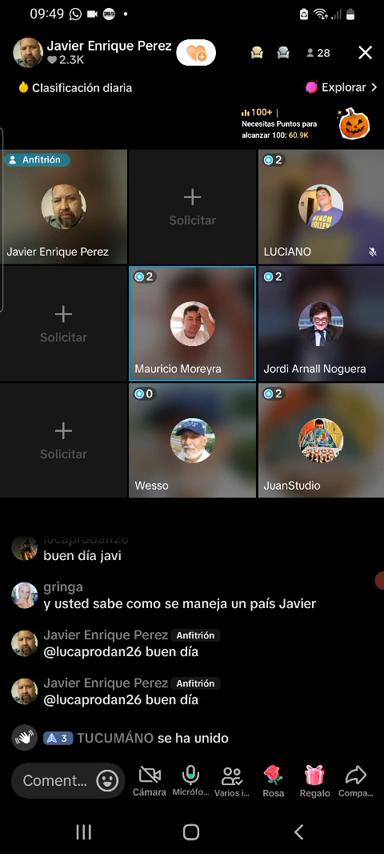 09:49
Javier Enrique Perez
2.3K
28
Clasificación diaria
Explorar
100+
Necesitas Puntos para
alcanzar 100: 60.9K
Anfitrión
Javier Enrique Perez
Solicitar
2
LUCIANO
Solicitar
2
Mauricio Moreyra
2
Jordi Arnall Noguera
Solicitar
0
Wesso
2
JuanStudio
lucaprodan26
buen día javi
gringa
y usted sabe como se maneja un país Javier
Javier Enrique Perez Anfitrión
@lucaprodan26 buen día
Javier Enrique Perez Anfitrión
@lucaprodan26 buen día
3 TUCUMÁNO se ha unido
Coment...
Cámara
Micrófo...
Varios i...
Rosa
Regalo
Compa...